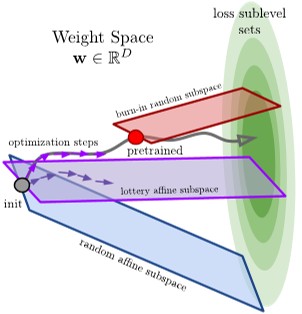 loss sublevel
sets
Weight Space
w ∈ ℝ^D
burn-in random subspace
optimization steps
pretrained
lottery affine subspace
init
random affine subspace